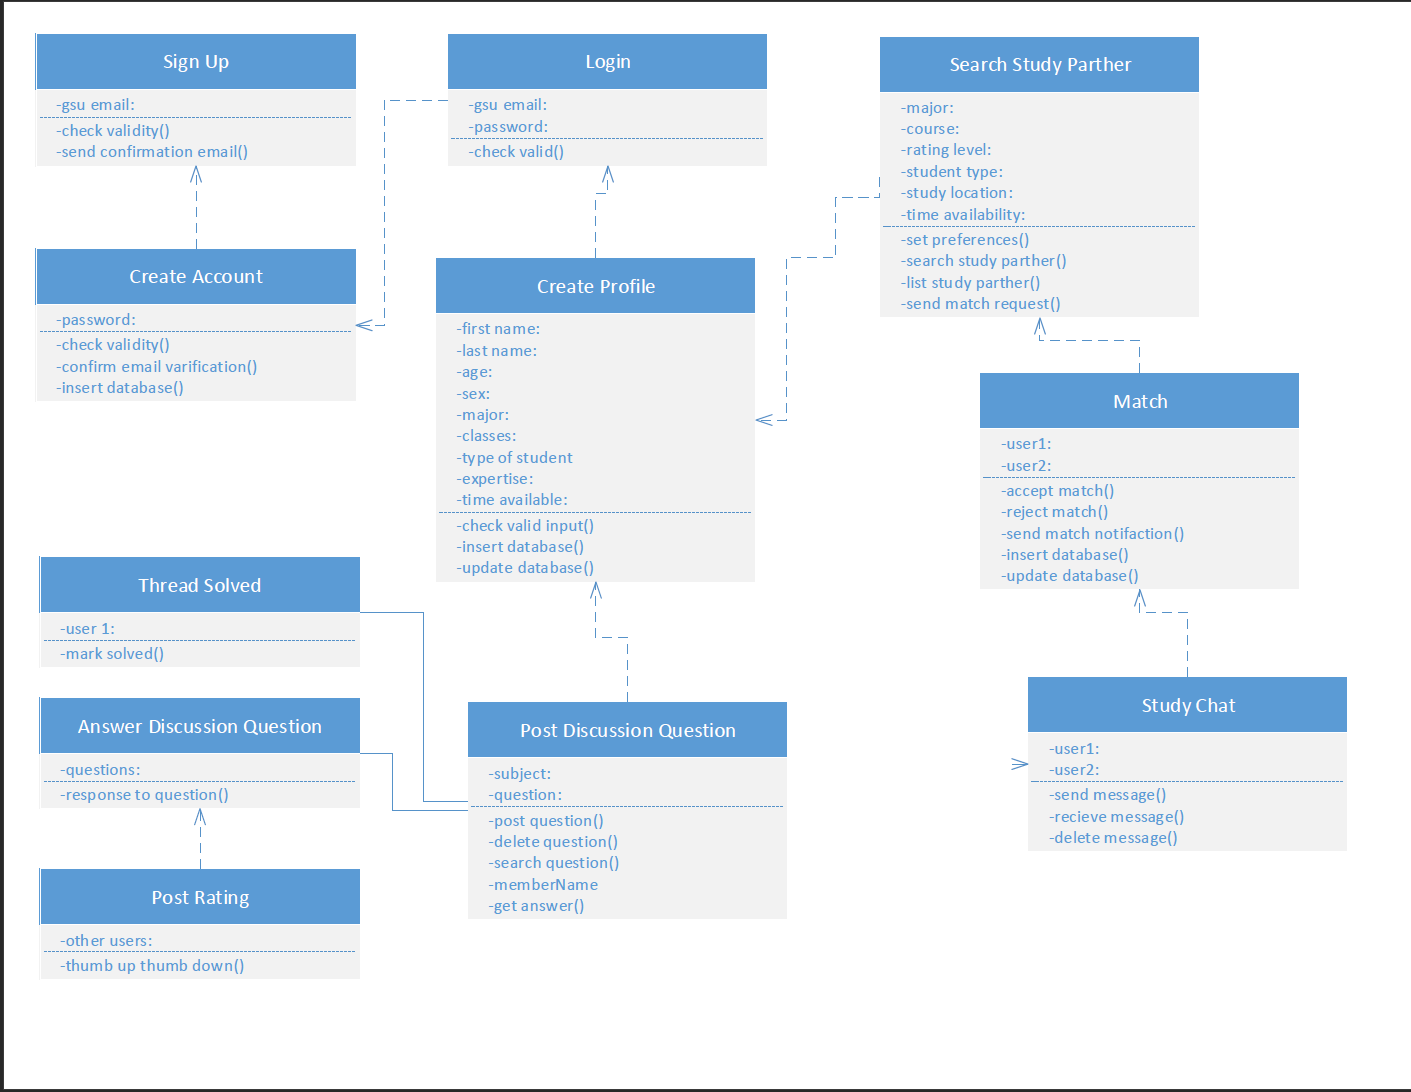 Sign Up
-gsu email:
-check validity()
-send confirmation email()
Login
-gsu email:
-password:
-check valid()
Search Study Parther
-major:
-course:
-rating level:
-student type:
-study location:
-time availability:
-set preferences()
-search study parther()
-list study parther()
-send match request()
Create Account
-password:
-check validity()
-confirm email varification()
-insert database()
Create Profile
-first name:
-last name:
-age:
-sex:
-major:
-classes:
-type of student
-expertise:
-time available:
-check valid input()
-insert database()
-update database()
Match
-user1:
-user2:
-accept match()
-reject match()
-send match notifaction()
-insert database()
-update database()
Thread Solved
-user 1:
-mark solved()
Answer Discussion Question
-questions:
-response to question()
Post Discussion Question
-subject:
-question:
-post question()
-delete question()
-search question()
-memberName
-get answer()
Study Chat
-user1:
-user2:
-send message()
-recieve message()
-delete message()
Post Rating
-other users:
-thumb up thumb down()